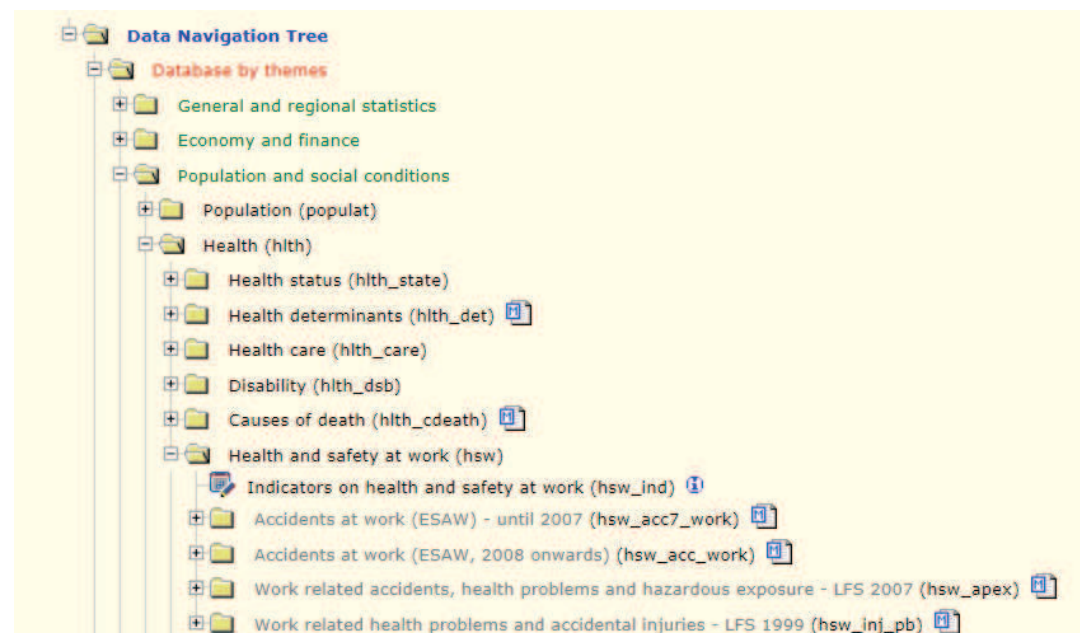 Data Navigation Tree
Database by themes
General and regional statistics
Economy and finance
Population and social conditions
Population (populat)
Health (hlth)
Health status (hlth_state)
Health determinants (hlth_det) M
Health care (hlth_care)
Disability (hlth_dsb)
Causes of death (hlth_cdeath) M
Health and safety at work (hsw)
Indicators on health and safety at work (hsw_ind) i
Accidents at work (ESAW) - until 2007 (hsw_acc7_work) M
Accidents at work (ESAW, 2008 onwards) (hsw_acc_work) M
Work related accidents, health problems and hazardous exposure - LFS 2007 (hsw_apex) M
Work related health problems and accidental injuries - LFS 1999 (hsw_inj_pb) M